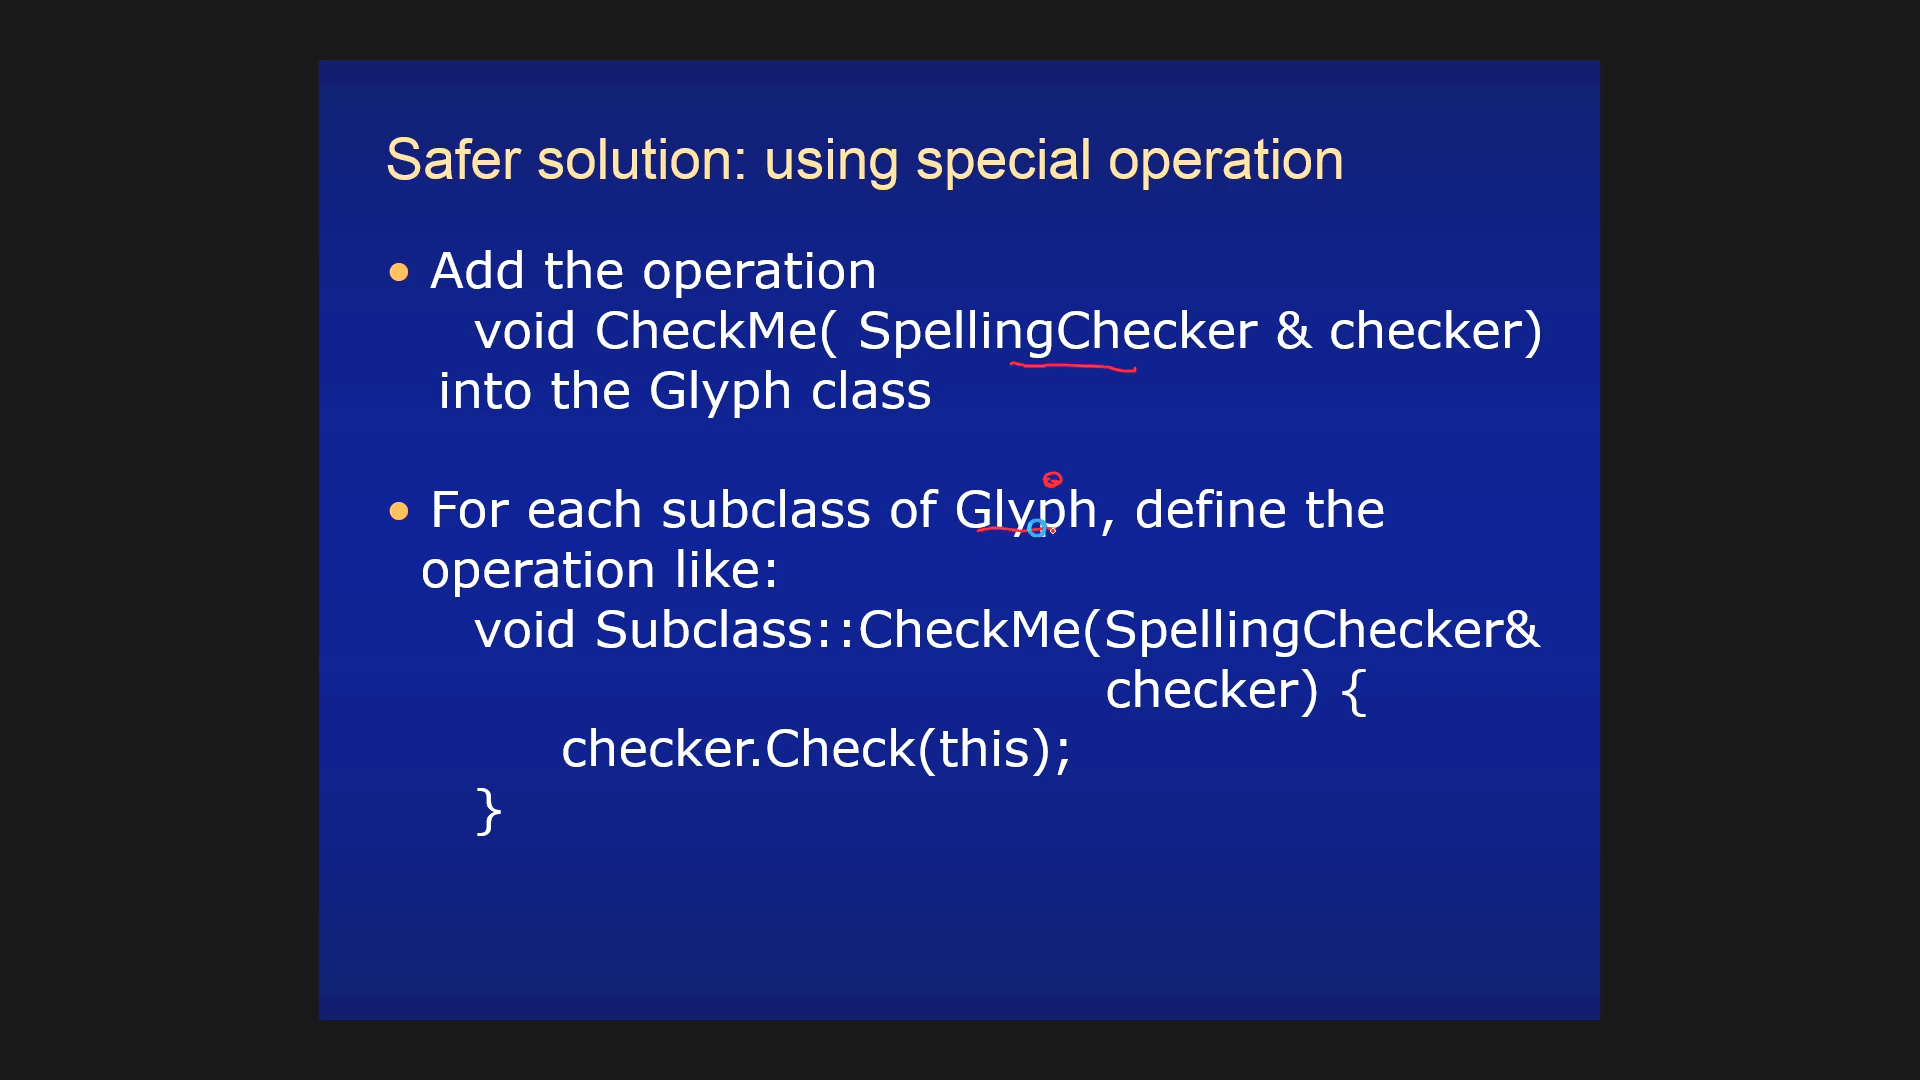 Safer solution: using special operation
• Add the operation
void CheckMe( SpellingChecker & checker)
into the Glyph class
• For each subclass of Glyph, define the
operation like:
void Subclass::CheckMe(SpellingChecker&
checker) {
checker.Check(this);
}